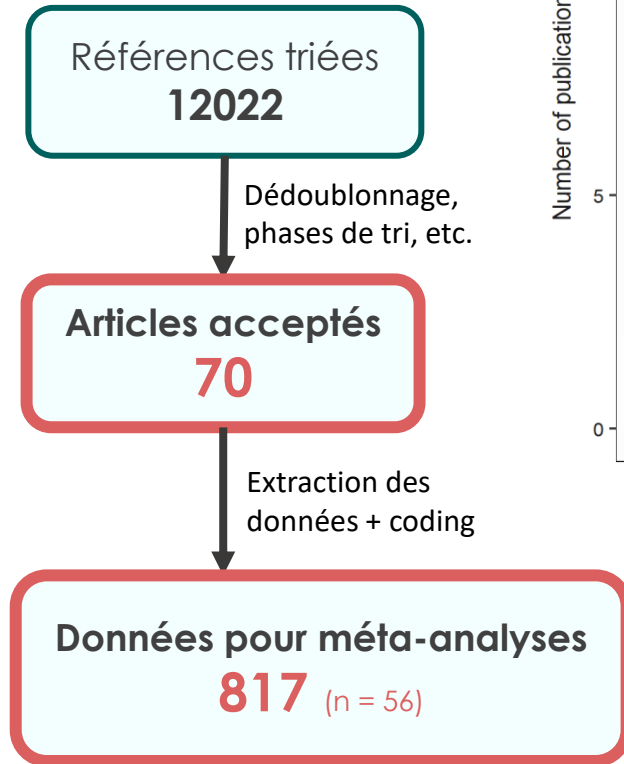 Références triées
12022
Dédoublonnage,
phases de tri, etc.
Articles acceptés
70
Extraction des
données + coding
Données pour méta-analyses
817 (n = 56)
Number of publication
5
0